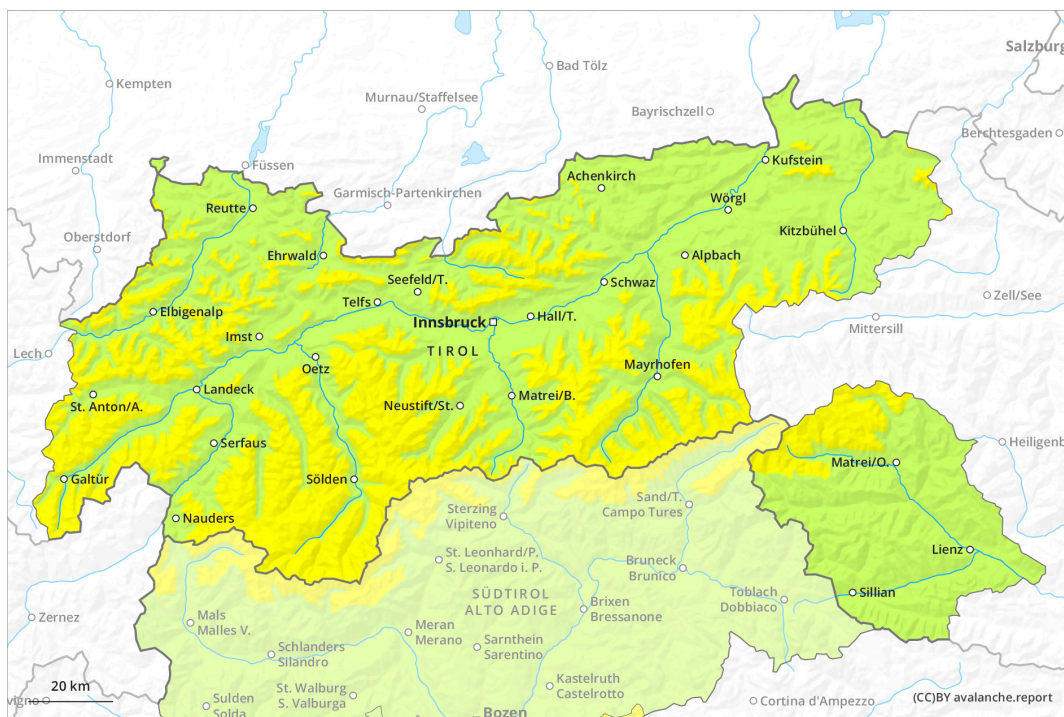 Salzburg
Kempten
Bad Tölz
Murnau/Staffelsee
Bayrischzell
Berchtesgaden
Immenstadt
Füssen
Kufstein
Achenkirch
Garmisch-Partenkirchen
Wörgl
Reutte
Oberstdorf
Kitzbühel
Ehrwald
Alpbach
Seefeld/T.
Schwaz
Zell/See
Telfs
Elbigenalp
Innsbruck
Hall/T.
Mittersill
Imst
Lech
TIROL
Oetz
Mayrhofen
Landeck
St. Anton/A.
Neustift/St.
Matrei/B.
Serfaus
Heiligenb
Matrei/O.
Galtür
Sölden
Sand/T.
Campo Tures
Sterzing
Vipiteno
Nauders
Lienz
St. Leonhard/P.
S. Leonardo i. P.
Bruneck
Brunico
SÜDTIROL
ALTO ADIGE
Sillian
Toblach
Dobbiaco
Brixen
Bressanone
Zernez
Mals
Malles V.
Meran
Merano
Sarnthein
Sarentino
Schlanders
Silandro
Kastelruth
Castelrotto
20 km
St. Walburg
S. Valburga
vigno
Sulden
Solda
Cortina d'Ampezzo
(CC)BY avalanche.report
Bozen